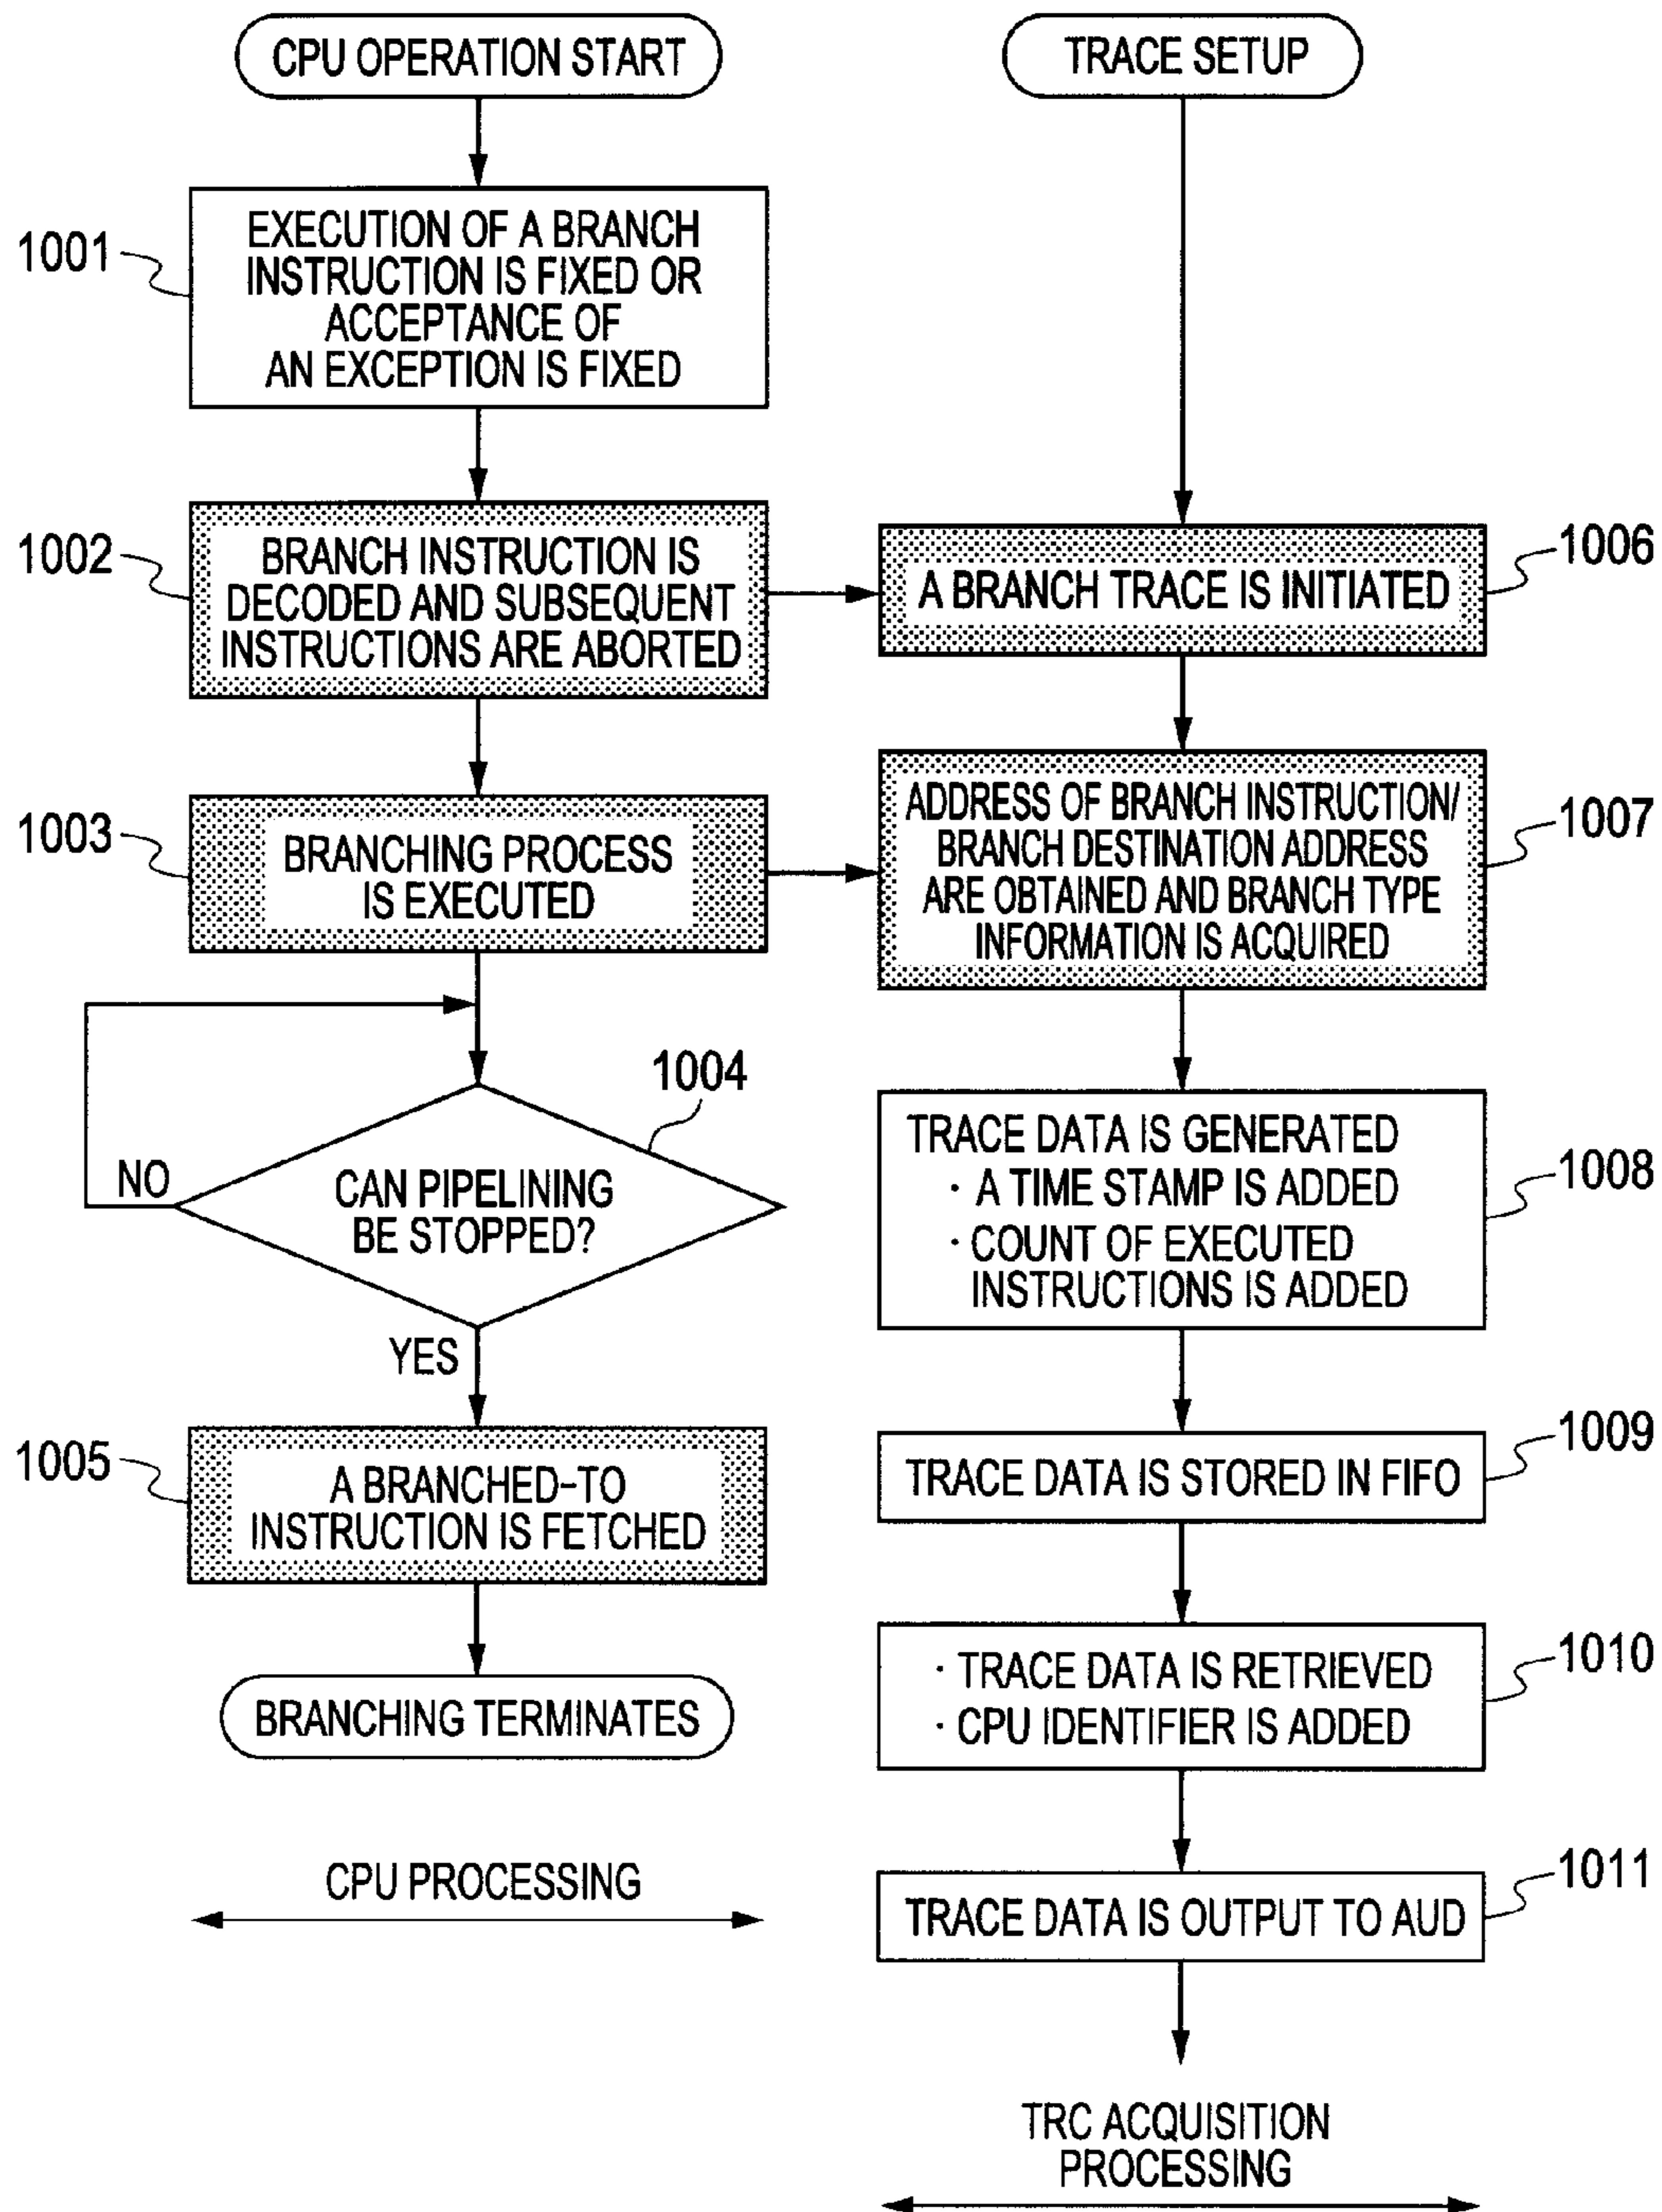 CPU OPERATION START
1001
EXECUTION OF A BRANCH
INSTRUCTION IS FIXED OR
ACCEPTANCE OF
AN EXCEPTION IS FIXED
1002
BRANCH INSTRUCTION IS
DECODED AND SUBSEQUENT
INSTRUCTIONS ARE ABORTED
1003
BRANCHING PROCESS
IS EXECUTED
1004
CAN PIPELINING
BE STOPPED?
NO
YES
1005
A BRANCHED-TO
INSTRUCTION IS FETCHED
BRANCHING TERMINATES
CPU PROCESSING
TRACE SETUP
1006
A BRANCH TRACE IS INITIATED
1007
ADDRESS OF BRANCH INSTRUCTION/
BRANCH DESTINATION ADDRESS
ARE OBTAINED AND BRANCH TYPE
INFORMATION IS ACQUIRED
1008
TRACE DATA IS GENERATED
· A TIME STAMP IS ADDED
· COUNT OF EXECUTED
INSTRUCTIONS IS ADDED
1009
TRACE DATA IS STORED IN FIFO
1010
· TRACE DATA IS RETRIEVED
· CPU IDENTIFIER IS ADDED
1011
TRACE DATA IS OUTPUT TO AUD
TRC ACQUISITION
PROCESSING